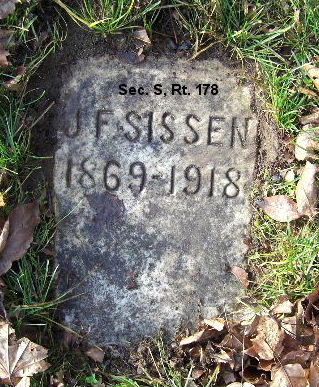 Sec. S, Rt. 178
J F SISSEN
1869-1918